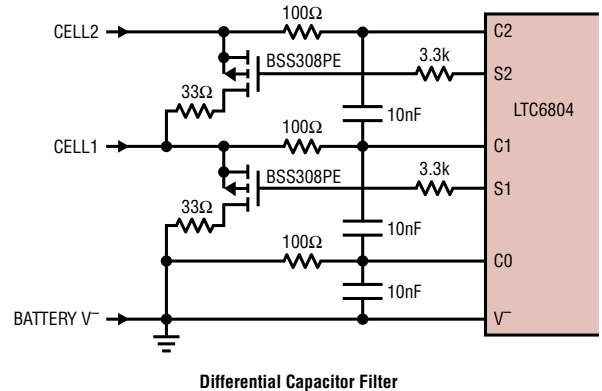 100Ω
CELL2
C2
BSS308PE
3.3k
S2
33Ω
LTC6804
10nF
100Ω
CELL1
C1
BSS308PE
3.3k
S1
33Ω
10nF
100Ω
C0
10nF
BATTERY V–
V–
Differential Capacitor Filter